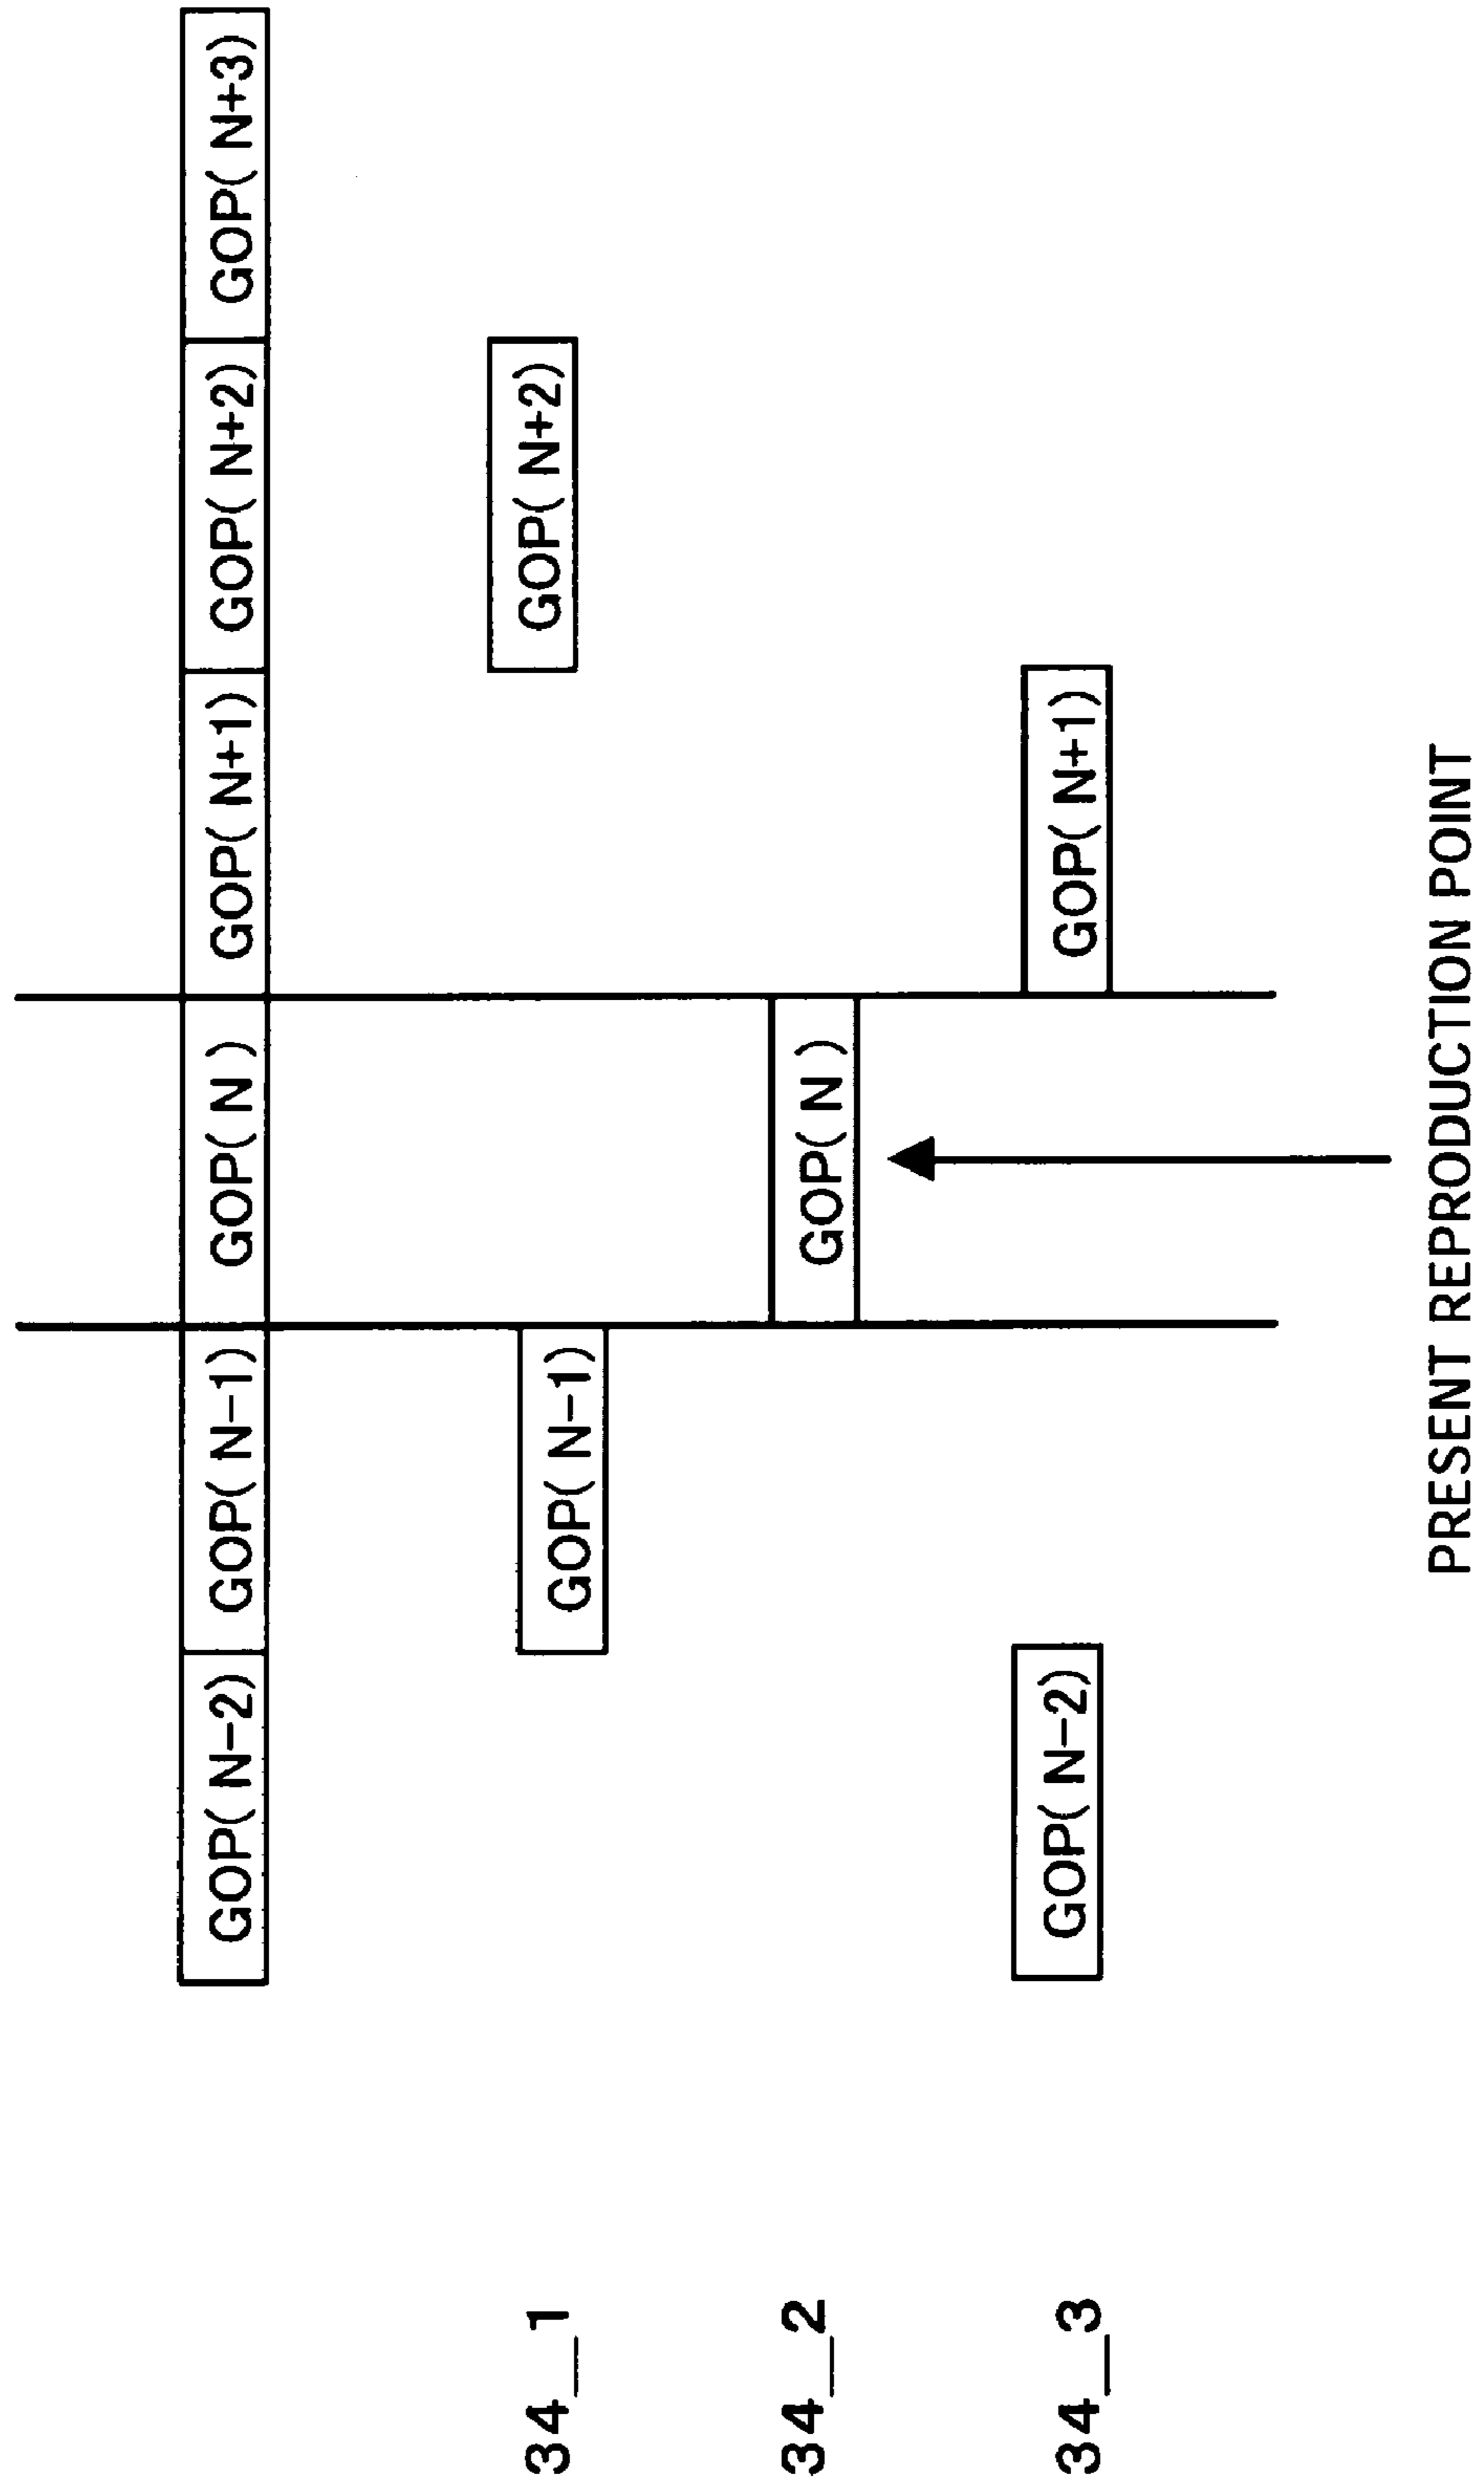 GOP( N-2) GOP( N-1) GOP( N ) GOP( N+1) GOP( N+2) GOP( N+3)
34_1 GOP( N-1) GOP( N+2)
34_2 GOP( N )
34_3 GOP( N-2) GOP( N+1)
PRESENT REPRODUCTION POINT